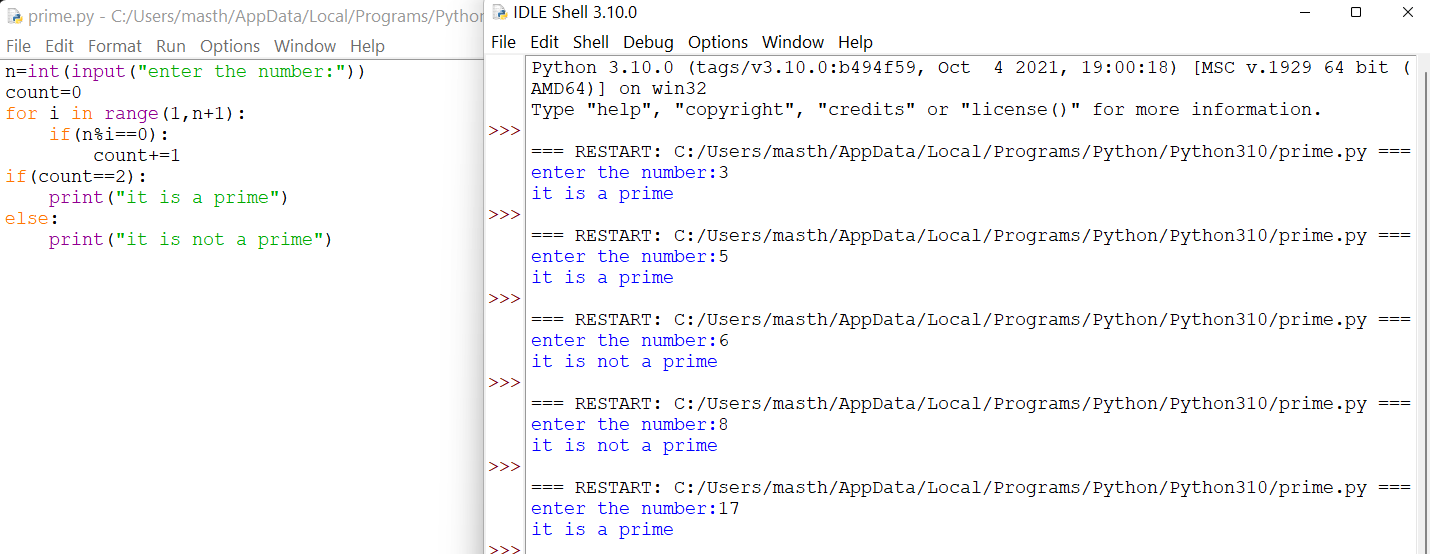 prime.py - C:/Users/masth/AppData/Local/Programs/Python
File Edit Format Run Options Window Help
n=int(input("enter the number:"))
count=0
for i in range(1,n+1):
    if(n%i==0):
        count+=1
if(count==2):
    print("it is a prime")
else:
    print("it is not a prime")
IDLE Shell 3.10.0
File Edit Shell Debug Options Window Help
Python 3.10.0 (tags/v3.10.0:b494f59, Oct  4 2021, 19:00:18) [MSC v.1929 64 bit (
AMD64)] on win32
Type "help", "copyright", "credits" or "license()" for more information.
>>>
=== RESTART: C:/Users/masth/AppData/Local/Programs/Python/Python310/prime.py ===
enter the number:3
it is a prime
>>>
=== RESTART: C:/Users/masth/AppData/Local/Programs/Python/Python310/prime.py ===
enter the number:5
it is a prime
>>>
=== RESTART: C:/Users/masth/AppData/Local/Programs/Python/Python310/prime.py ===
enter the number:6
it is not a prime
>>>
=== RESTART: C:/Users/masth/AppData/Local/Programs/Python/Python310/prime.py ===
enter the number:8
it is not a prime
>>>
=== RESTART: C:/Users/masth/AppData/Local/Programs/Python/Python310/prime.py ===
enter the number:17
it is a prime
>>>